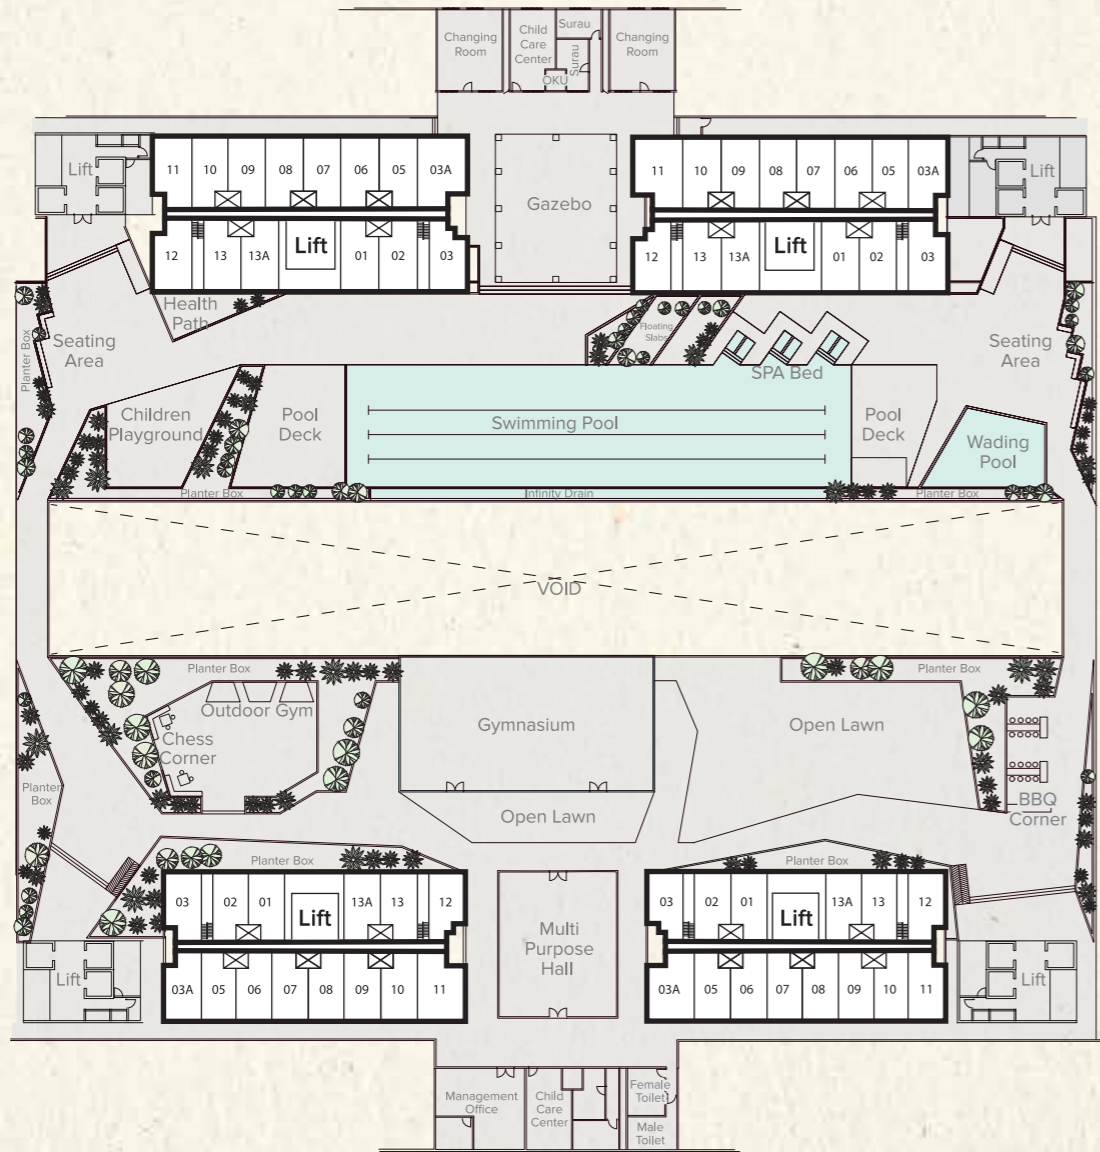 Changing
Room
Child
Care
Center
Surau
Surau
OKU
Changing
Room
Lift
11 10 09 08 07 06 05 03A
12 13 13A Lift 01 02 03
Gazebo
11 10 09 08 07 06 05 03A
12 13 13A Lift 01 02 03
Lift
Health
Path
Planter Box
Seating
Area
Floating
Slabs
SPA Bed
Seating
Area
Children
Playground
Pool
Deck
Swimming Pool
Pool
Deck
Wading
Pool
Planter Box
Infinity Drain
Planter Box
VOID
Planter Box
Planter Box
Outdoor Gym
Chess
Corner
Gymnasium
Open Lawn
Planter
Box
Open Lawn
BBQ
Corner
Planter Box
Planter Box
03 02 01 Lift 13A 13 12
03A 05 06 07 08 09 10 11
Multi
Purpose
Hall
03 02 01 Lift 13A 13 12
03A 05 06 07 08 09 10 11
Lift
Lift
Management
Office
Child
Care
Center
Female
Toilet
Male
Toilet